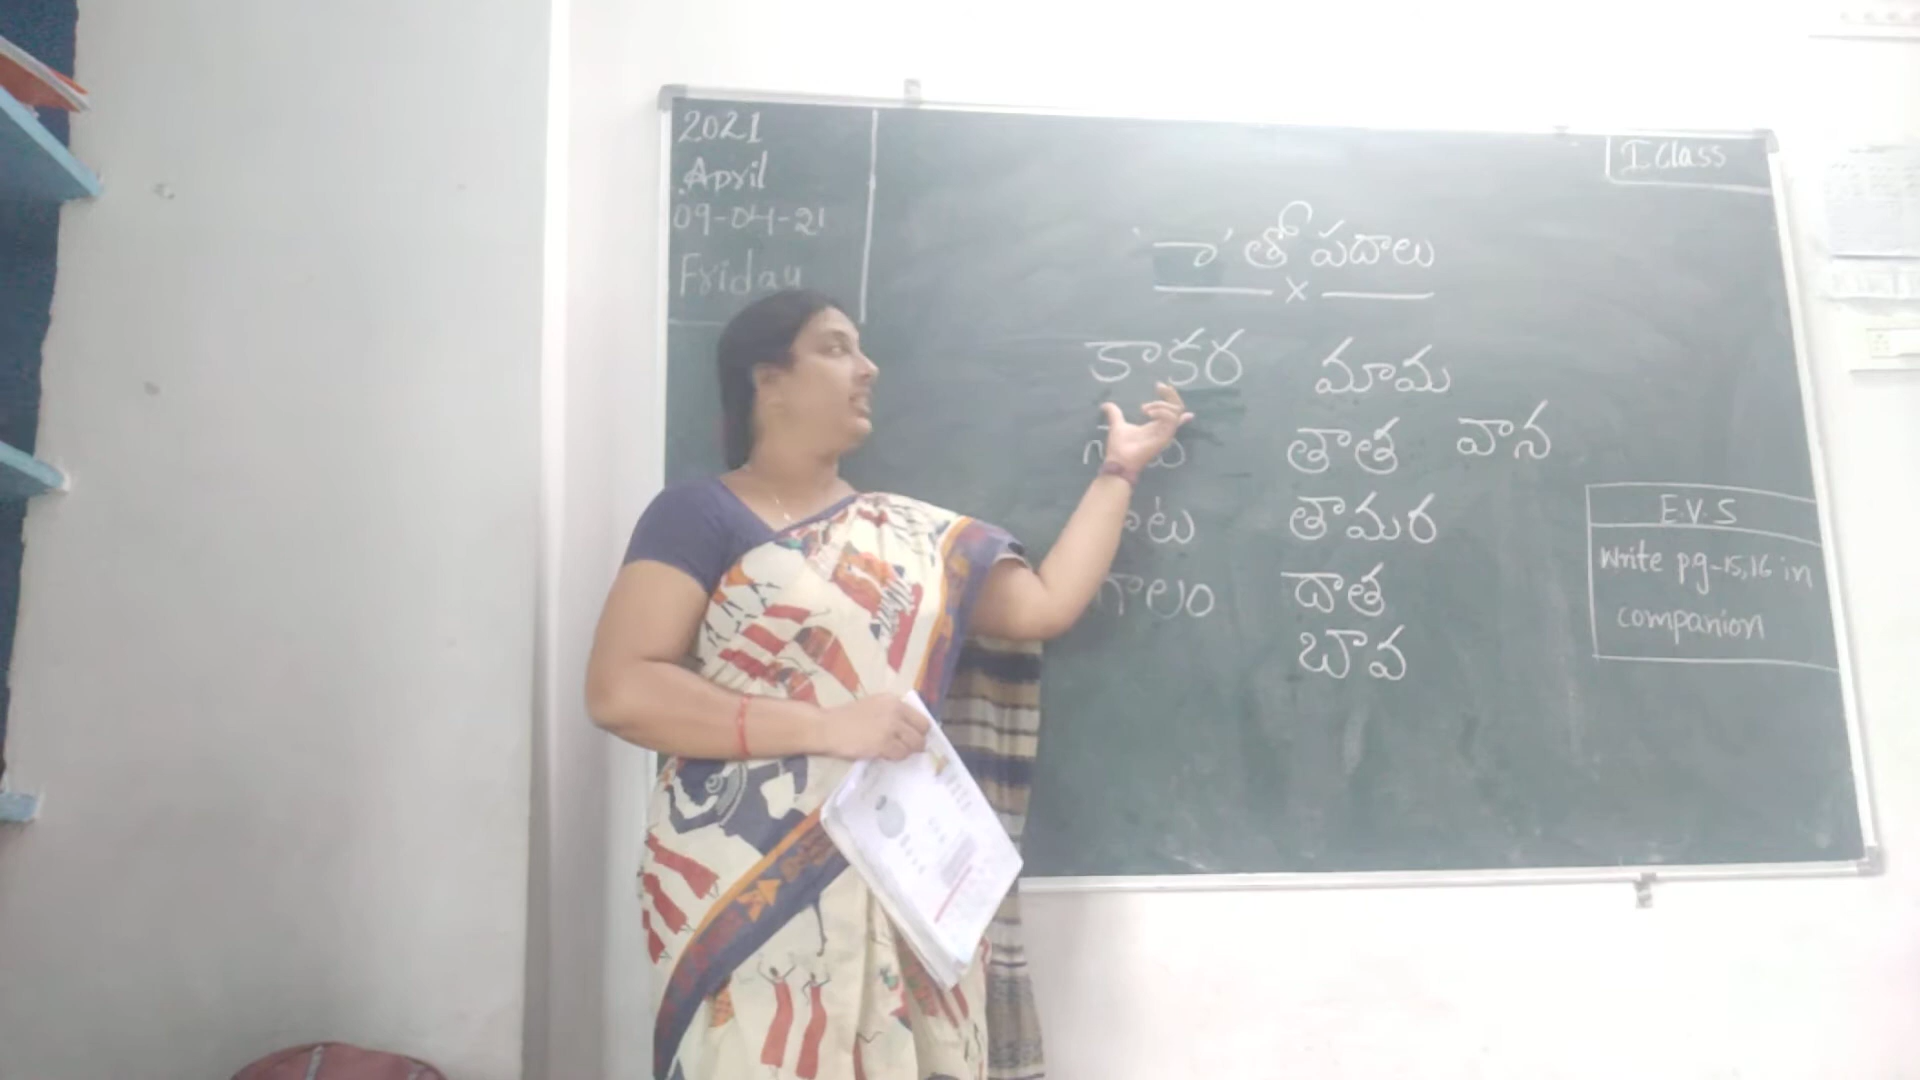 2021
April
09-04-21
Friday
I Class
'ా' తో పదాలు
x
కాకర మామ
తాత వాన
తామర
గాలం దాత
బావ
E.V.S
Write pg-15,16 in
companion